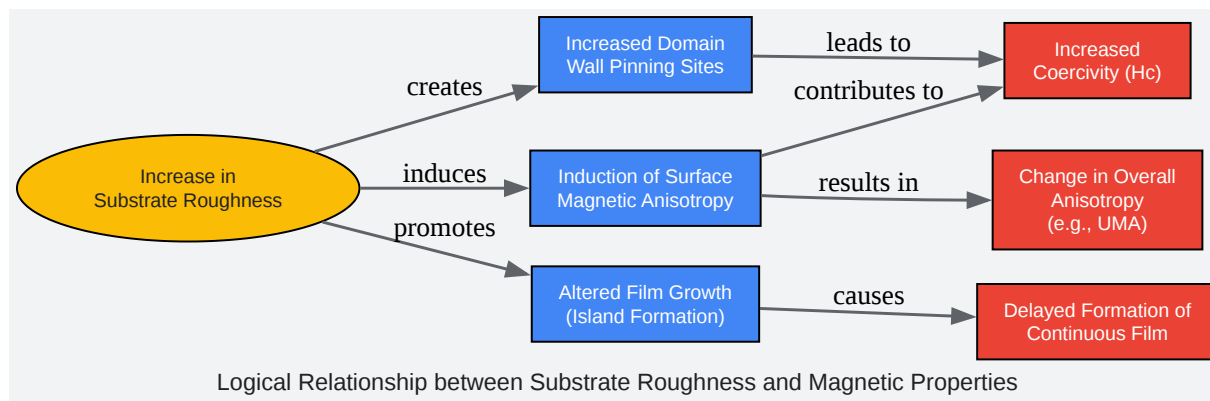 Increase in
Substrate Roughness
creates
induces
promotes
Increased Domain
Wall Pinning Sites
Induction of Surface
Magnetic Anisotropy
Altered Film Growth
(Island Formation)
leads to
contributes to
results in
causes
Increased
Coercivity (Hc)
Change in Overall
Anisotropy
(e.g., UMA)
Delayed Formation of
Continuous Film
Logical Relationship between Substrate Roughness and Magnetic Properties